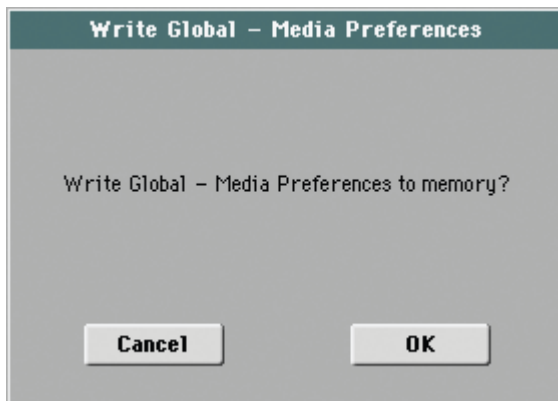 Write Global – Media Preferences
Write Global – Media Preferences to memory?
Cancel
OK